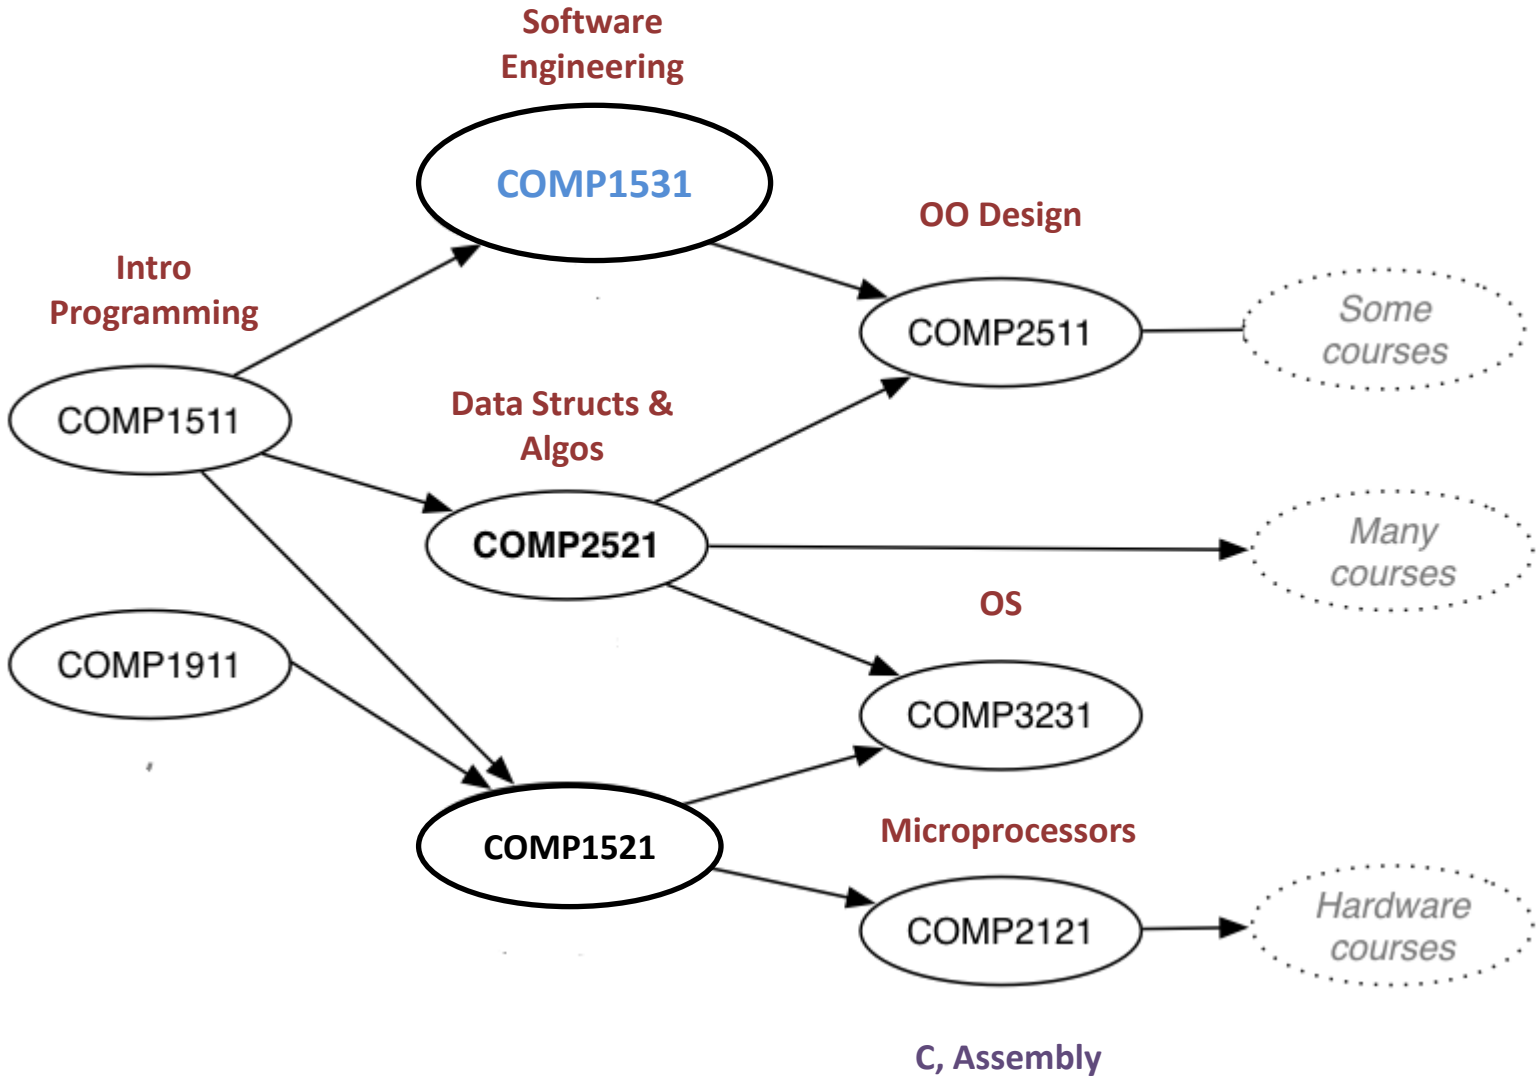 Software
Engineering
COMP1531
OO Design
Intro
Programming
COMP2511
Some
courses
COMP1511
Data Structs &
Algos
COMP2521
Many
courses
OS
COMP1911
COMP3231
COMP1521
Microprocessors
COMP2121
Hardware
courses
C, Assembly